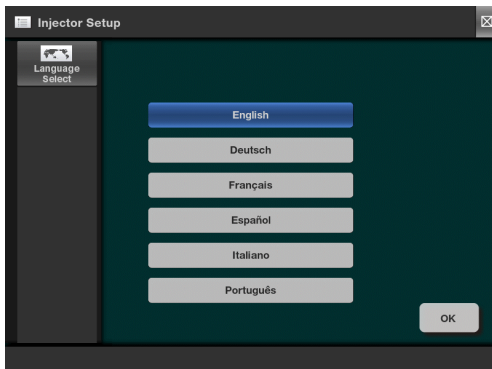 Injector Setup
Language
Select
English
Deutsch
Français
Español
Italiano
Português
OK